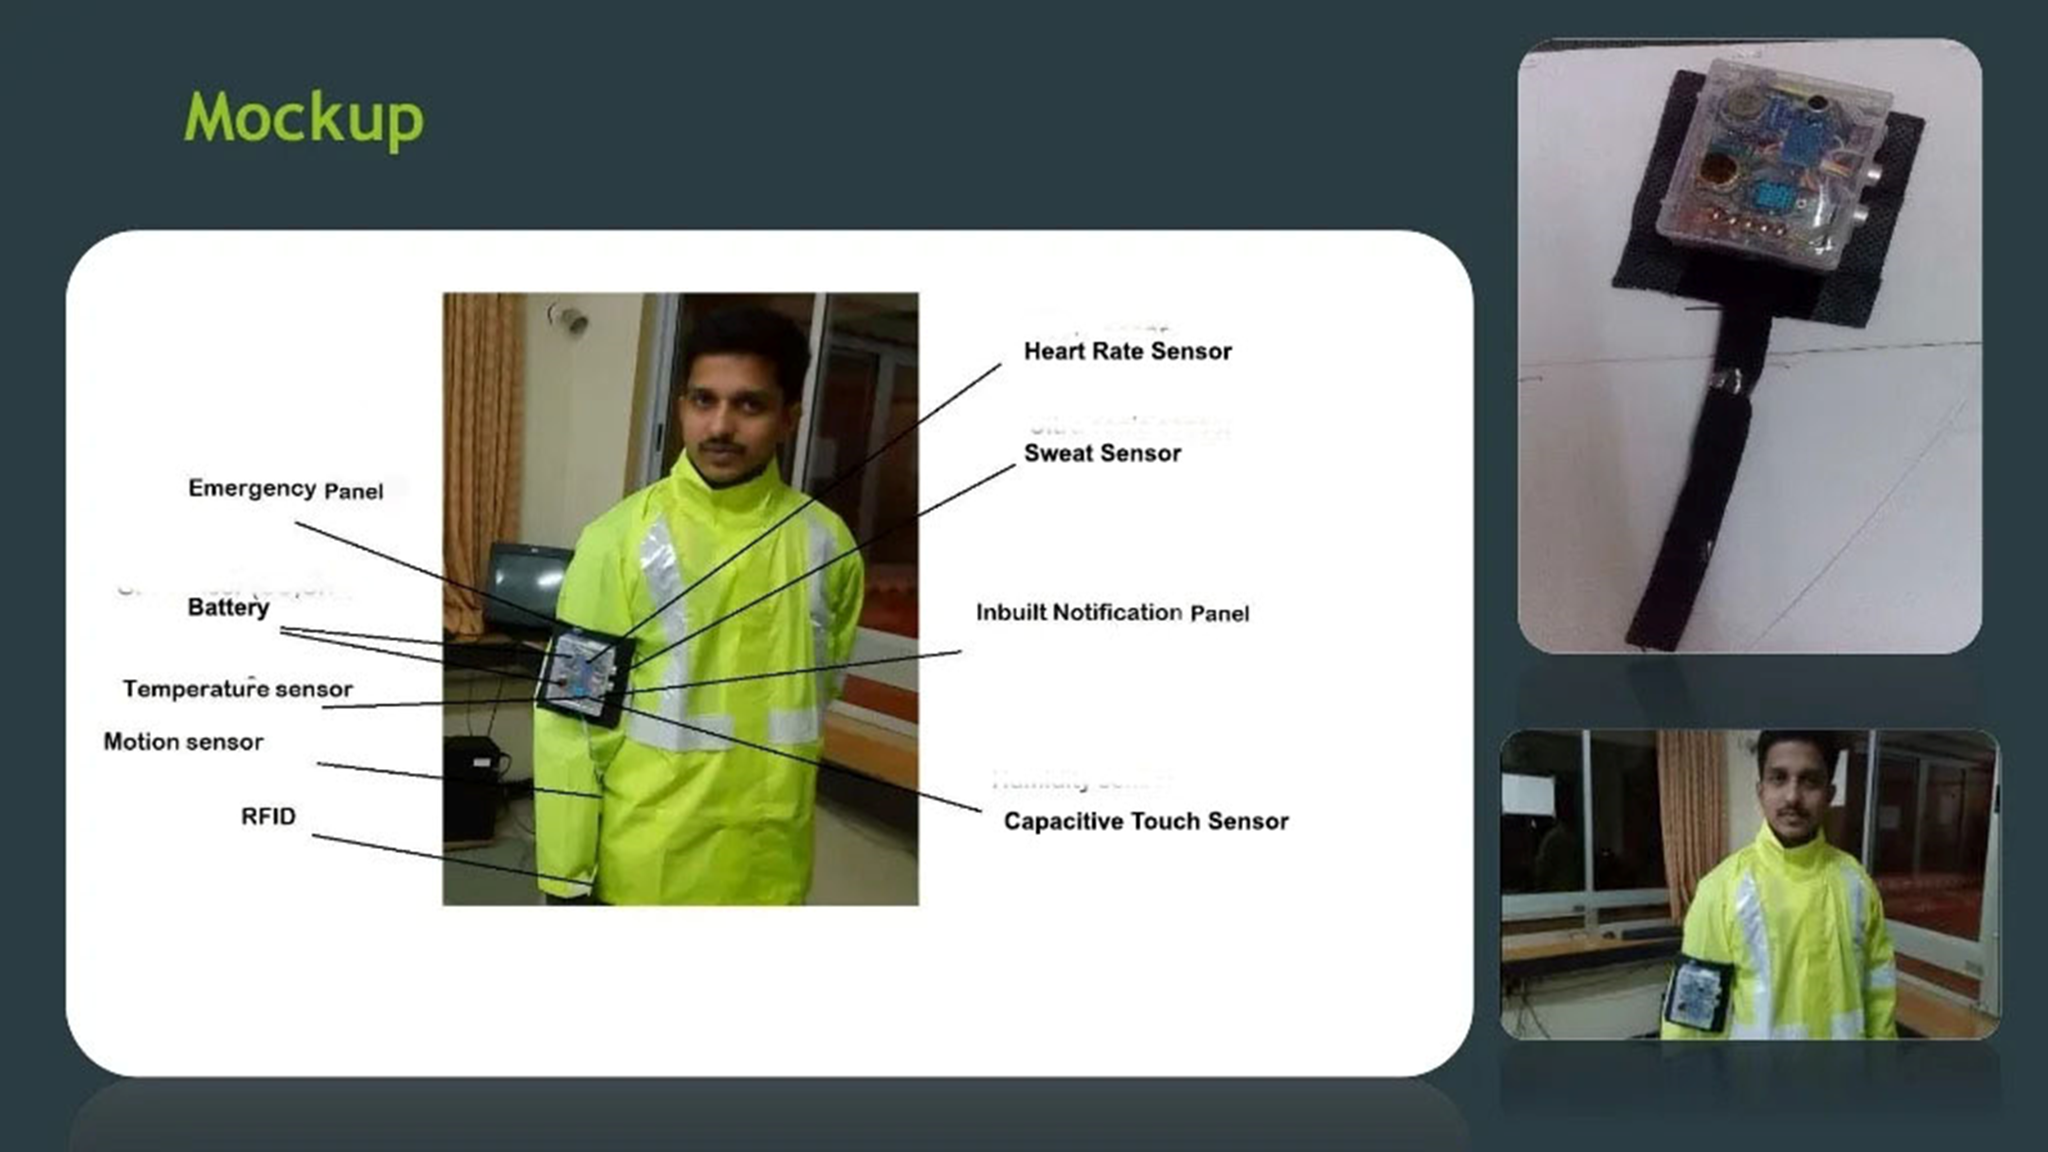 Mockup
Heart Rate Sensor
Sweat Sensor
Emergency Panel
Battery
Inbuilt Notification Panel
Temperature sensor
Motion sensor
RFID
Capacitive Touch Sensor